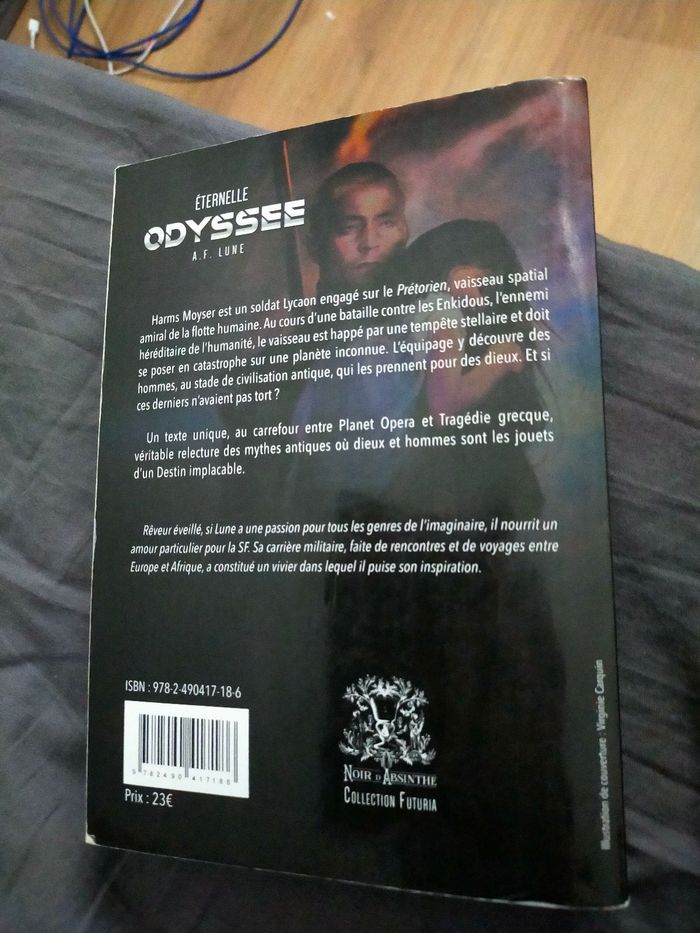 ÉTERNELLE
ODYSSEE
A.F. LUNE
Harms Moyser est un soldat Lycaon engagé sur le Prétorien, vaisseau spatial
amiral de la flotte humaine. Au cours d'une bataille contre les Enkidous, l'ennemi
héréditaire de l'humanité, le vaisseau est happé par une tempête stellaire et doit
se poser en catastrophe sur une planète inconnue. L'équipage y découvre des
hommes, au stade de civilisation antique, qui les prennent pour des dieux. Et si
ces derniers n'avaient pas tort ?
Un texte unique, au carrefour entre Planet Opera et Tragédie grecque,
véritable relecture des mythes antiques où dieux et hommes sont les jouets
d'un Destin implacable.
Rêveur éveillé, si Lune a une passion pour tous les genres de l'imaginaire, il nourrit un
amour particulier pour la SF. Sa carrière militaire, faite de rencontres et de voyages entre
Europe et Afrique, a constitué un vivier dans lequel il puise son inspiration.
ISBN : 978-2-490417-18-6
9 782490 417186
Prix : 23€
NOIR D'ABSINTHE
COLLECTION FUTURIA
Illustration de couverture : Virginie Carquin